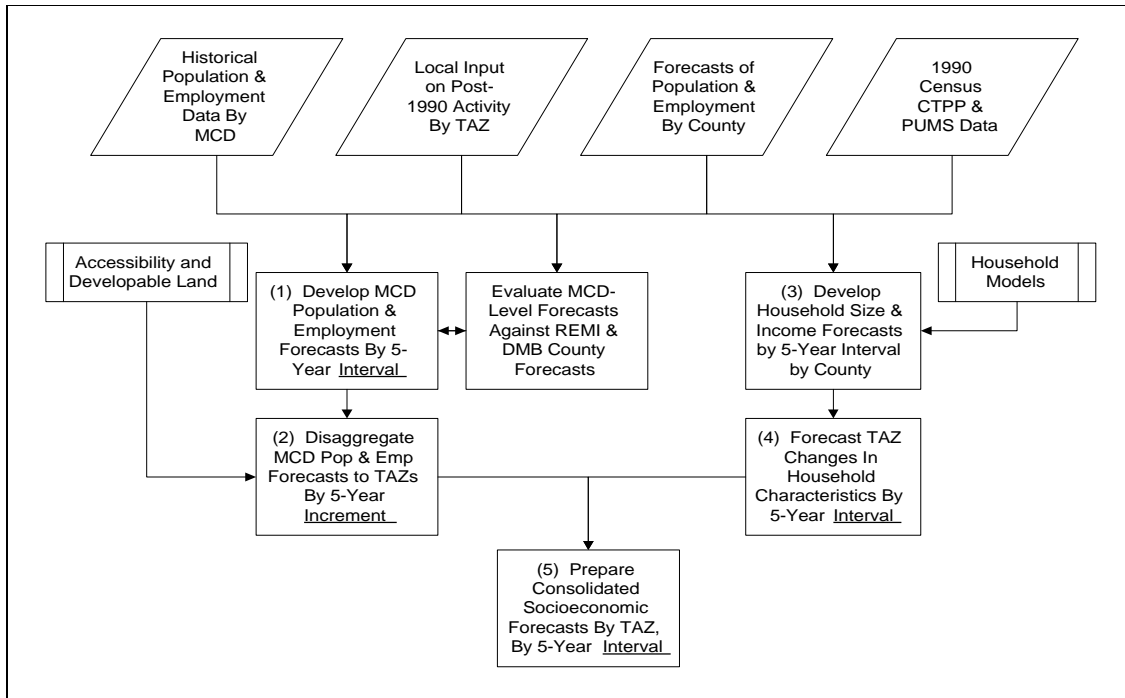 Historical
Population &
Employment
Data By
MCD
Local Input
on Post-
1990 Activity
By TAZ
Forecasts of
Population &
Employment
By County
1990
Census
CTPP &
PUMS Data
Accessibility and
Developable Land
(1) Develop MCD
Population &
Employment
Forecasts By 5-
Year Interval
Evaluate MCD-
Level Forecasts
Against REMI &
DMB County
Forecasts
(3) Develop
Household Size &
Income Forecasts
by 5-Year Interval
by County
Household
Models
(2) Disaggregate
MCD Pop & Emp
Forecasts to TAZs
By 5-Year
Increment
(4) Forecast TAZ
Changes In
Household
Characteristics By
5-Year Interval
(5) Prepare
Consolidated
Socioeconomic
Forecasts By TAZ,
By 5-Year Interval